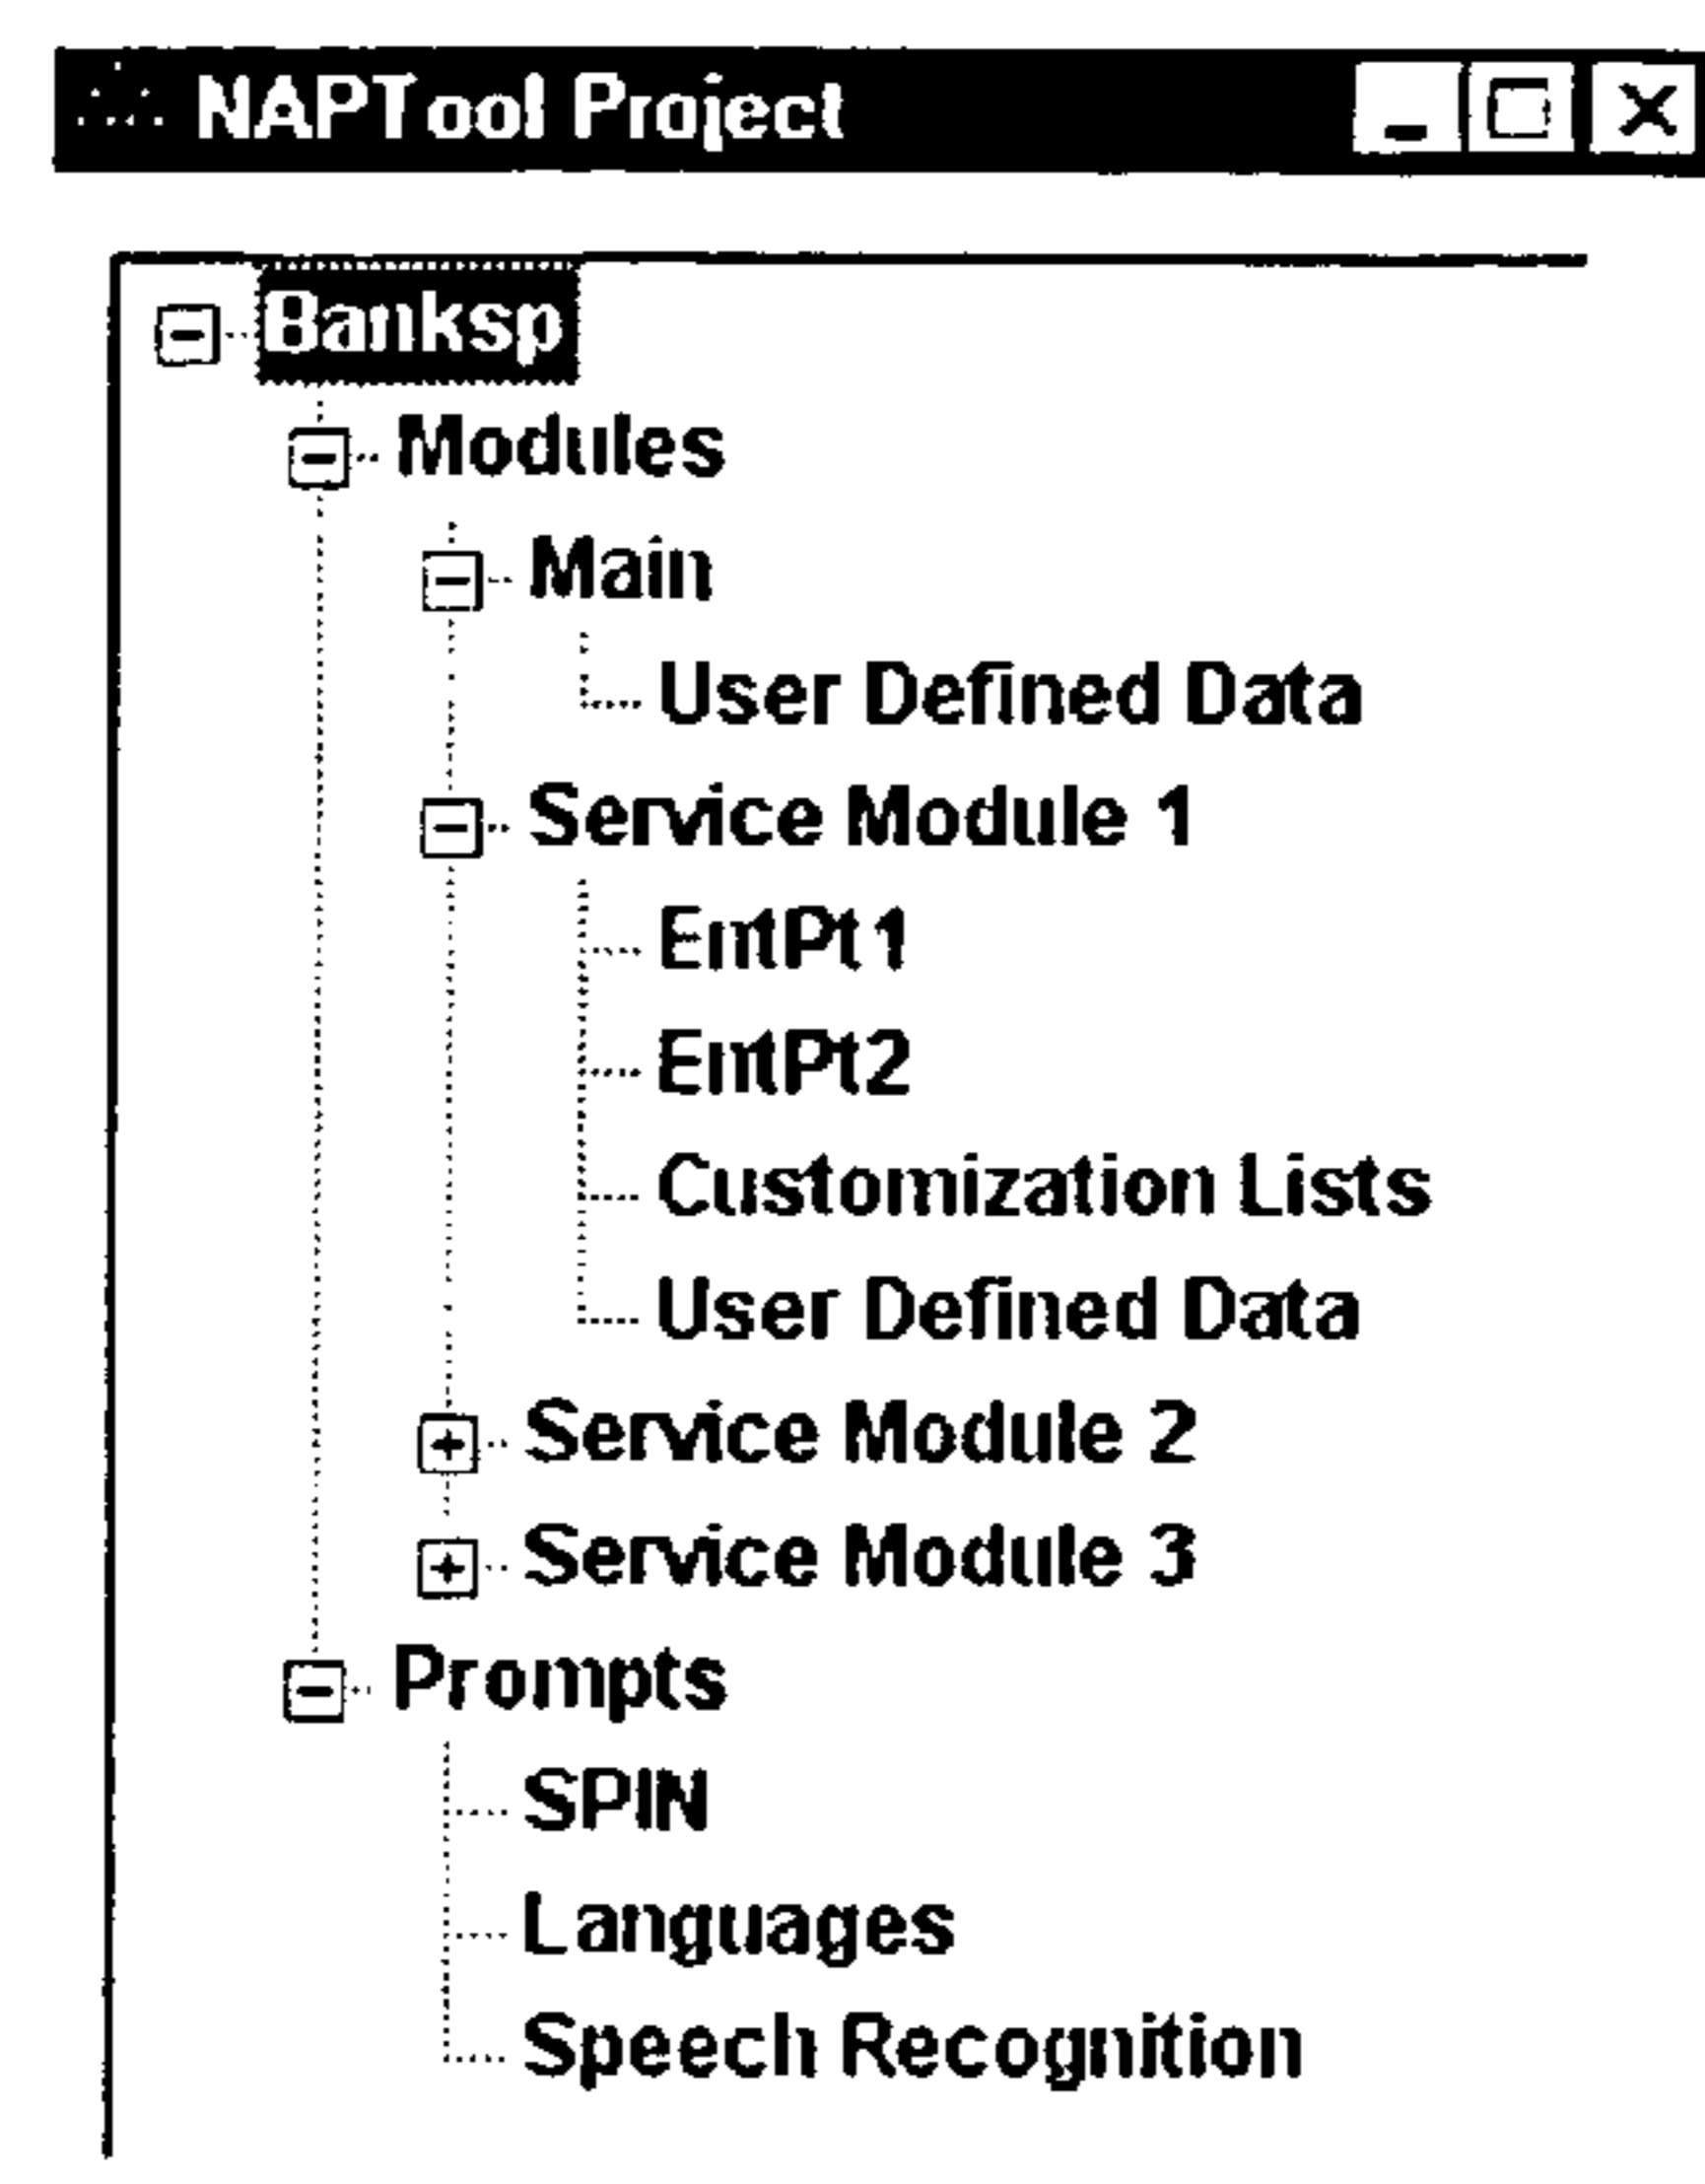 NAPTool Project
Banksp
Modules
Main
User Defined Data
Service Module 1
EntPt1
EntPt2
Customization Lists
User Defined Data
Service Module 2
Service Module 3
Prompts
SPIN
Languages
Speech Recognition